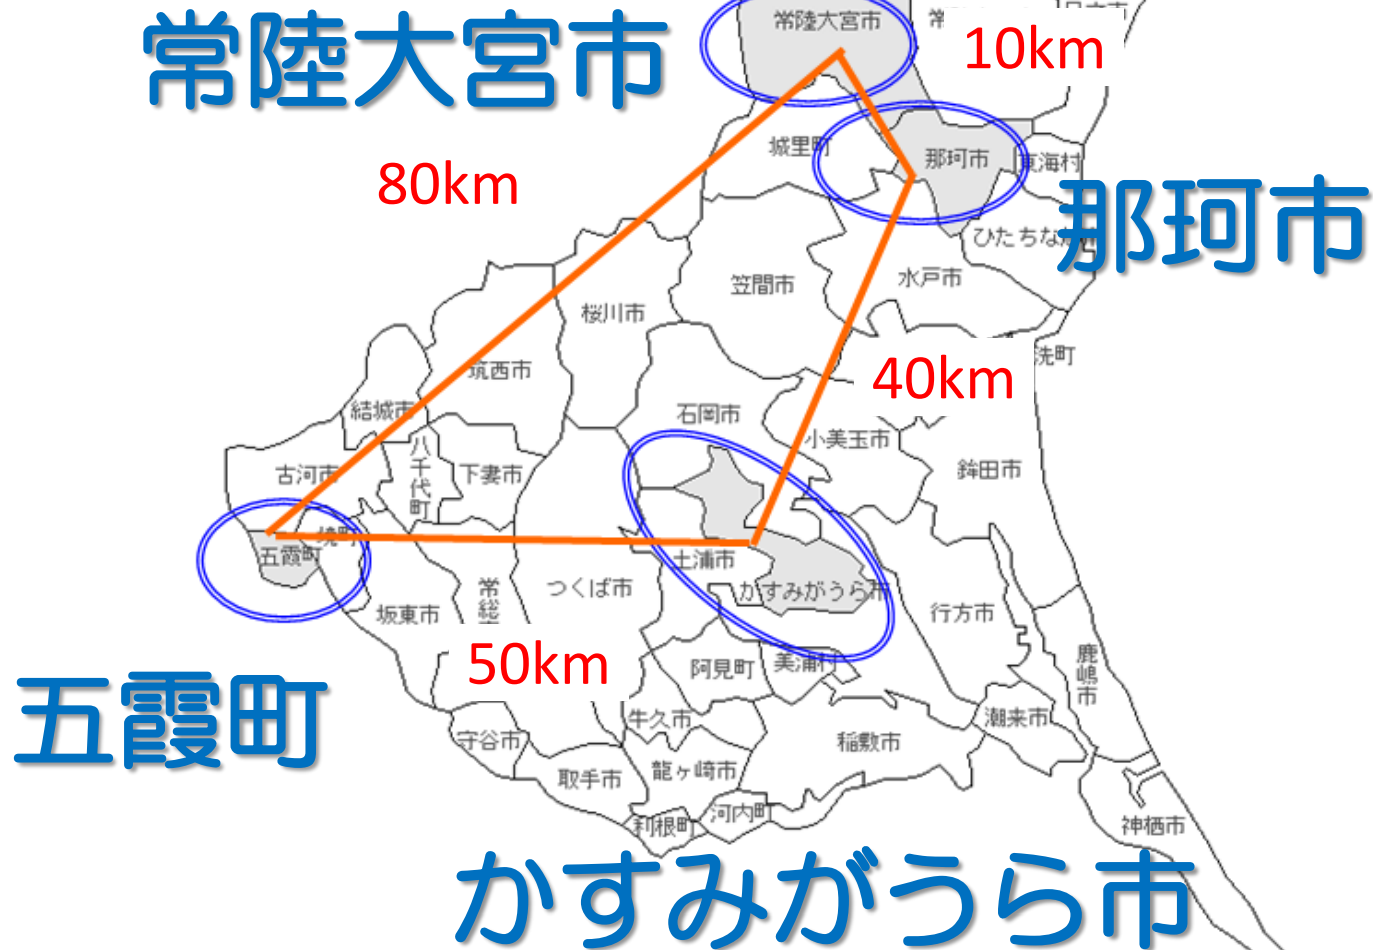 常陸大宮市
常陸大宮市
10km
城里町
那珂市
東海村
80km
那珂市
ひたちな
水戸市
笠間市
桜川市
洗町
筑西市
40km
結城市
石岡市
小美玉市
古河市
八千代町
下妻市
鉾田市
五霞町
境町
土浦市
つくば市
かすみがうら市
常総
坂東市
行方市
50km
阿見町
美浦村
鹿嶋市
五霞町
牛久市
潮来市
守谷市
稲敷市
取手市
龍ヶ崎市
利根町
河内町
神栖市
かすみがうら市